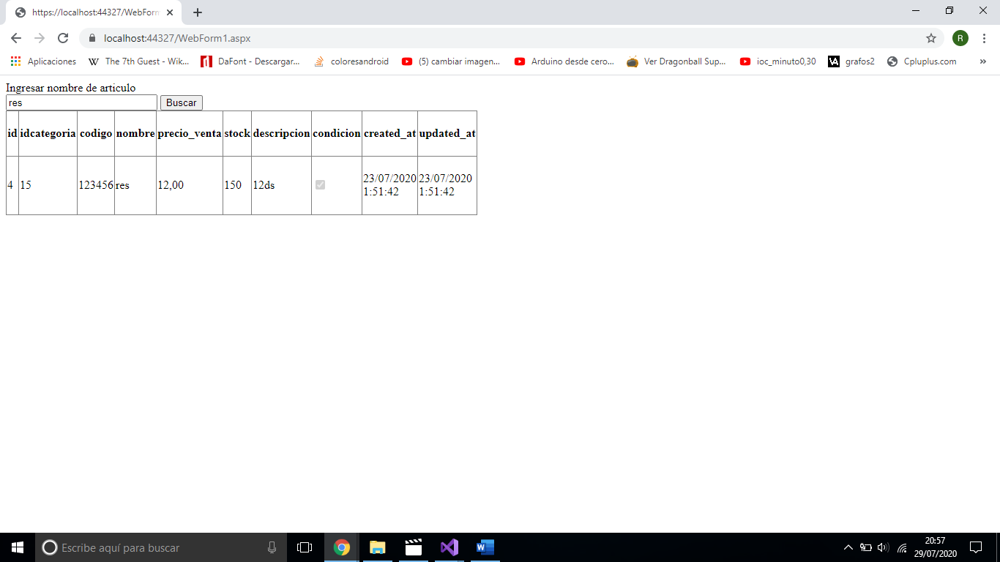 https://localhost:44327/WebForm
localhost:44327/WebForm1.aspx
R
Aplicaciones
W The 7th Guest - Wik...
DaFont - Descargar...
coloresandroid
(5) cambiar imagen...
Arduino desde cero...
Ver Dragonball Sup...
ioc_minuto0,30
grafos2
Cpluplus.com
»
Ingresar nombre de articulo
res Buscar
id idcategoria codigo nombre precio_venta stock descripcion condicion created_at updated_at
4 15 123456 res 12,00 150 12ds 23/07/2020 1:51:42 23/07/2020 1:51:42
Escribe aquí para buscar
20:57
29/07/2020